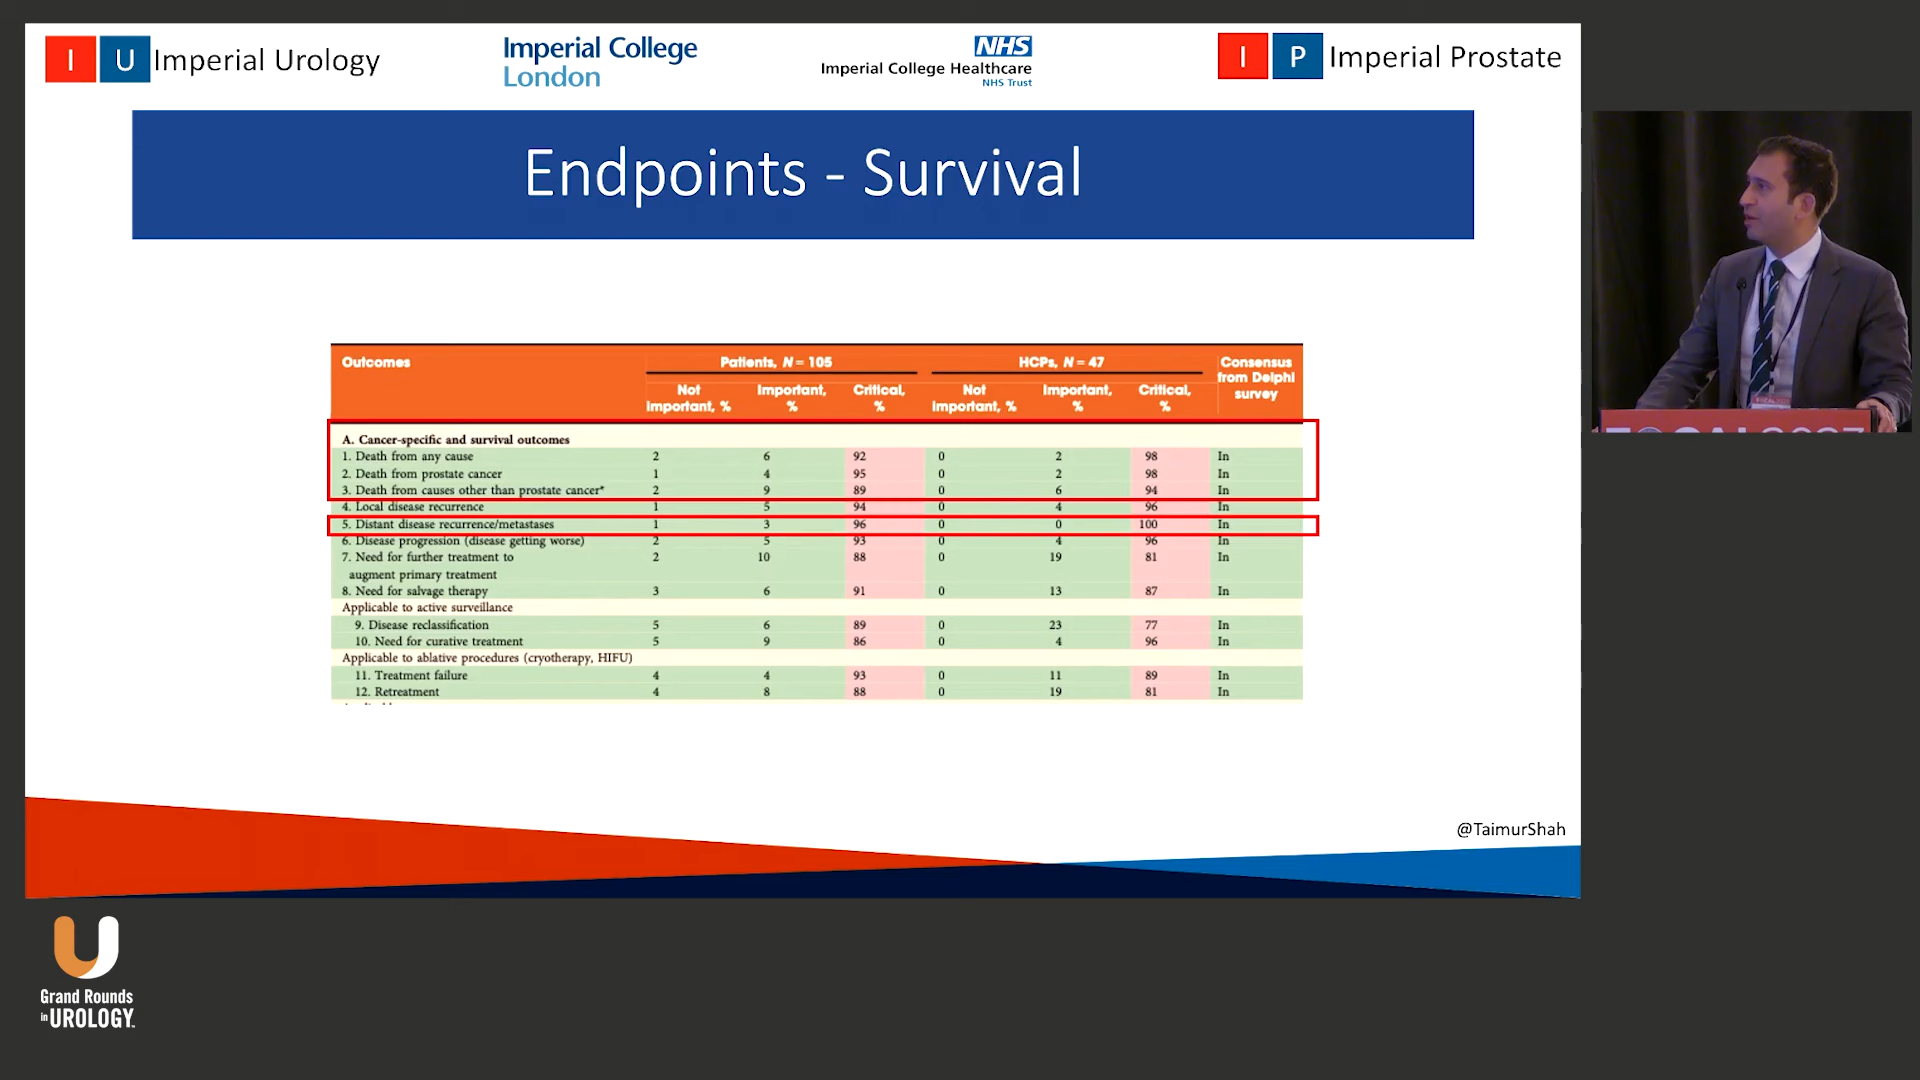 I U Imperial Urology
Imperial College
London
NHS
Imperial College Healthcare
NHS Trust
I P Imperial Prostate
Endpoints - Survival
Outcomes Patients, N = 105 HCPs, N = 47 Consensus from Delphi survey
Not important, % Important, % Critical, % Not important, % Important, % Critical, %
A. Cancer-specific and survival outcomes
1. Death from any cause 2 6 92 0 2 98 In
2. Death from prostate cancer 1 4 95 0 2 98 In
3. Death from causes other than prostate cancer* 2 9 89 0 6 94 In
4. Local disease recurrence 1 5 94 0 4 96 In
5. Distant disease recurrence/metastases 1 3 96 0 0 100 In
6. Disease progression (disease getting worse) 2 5 93 0 4 96 In
7. Need for further treatment to 2 10 88 0 19 81 In
augment primary treatment
8. Need for salvage therapy 3 6 91 0 13 87 In
Applicable to active surveillance
9. Disease reclassification 5 6 89 0 23 77 In
10. Need for curative treatment 5 9 86 0 4 96 In
Applicable to ablative procedures (cryotherapy, HIFU)
11. Treatment failure 4 4 93 0 11 89 In
12. Retreatment 4 8 88 0 19 81 In
@TaimurShah
Grand Rounds
in UROLOGY